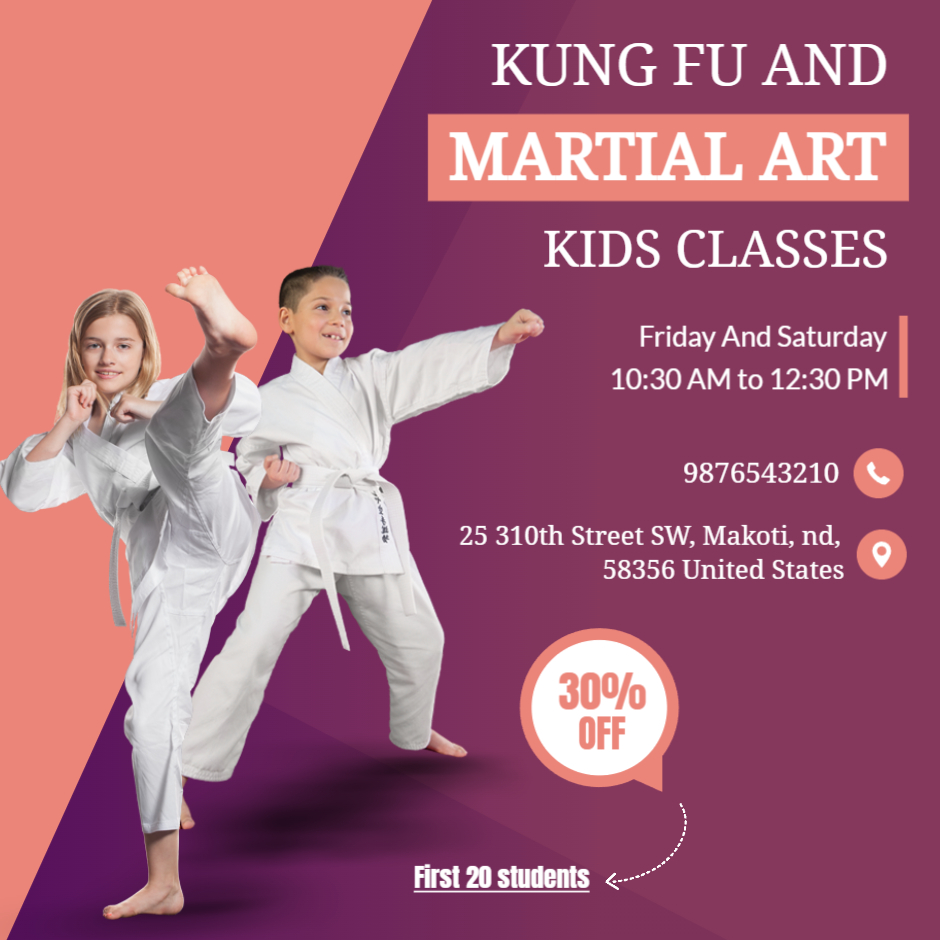 KUNG FU AND
MARTIAL ART
KIDS CLASSES
Friday And Saturday
10:30 AM to 12:30 PM
9876543210
25 310th Street SW, Makoti, nd,
58356 United States
30%
OFF
First 20 students